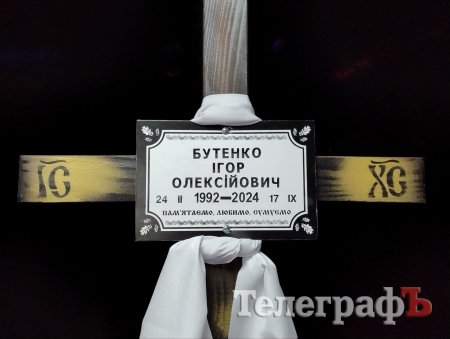 БУТЕНКО
ІГОР
ОЛЕКСІЙОВИЧ
24 II 1992—2024 17 IX
ПАМ'ЯТАЄМО, ЛЮБИМО, СУМУЄМО
ІС ХС
ТелеграфЪ